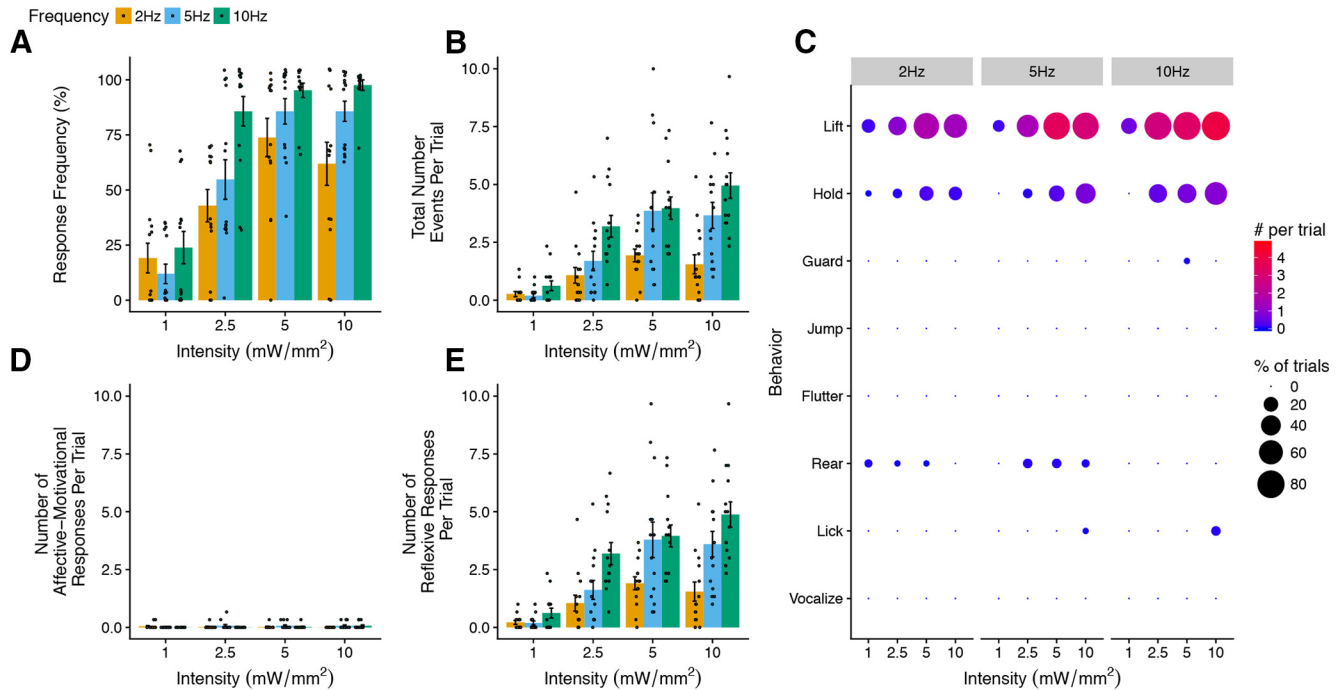 Frequency 2Hz 5Hz 10Hz
A
Response Frequency (%)
100
75
50
25
0
1 2.5 5 10
Intensity (mW/mm²)
B
Total Number
Events Per Trial
10.0
7.5
5.0
2.5
0.0
1 2.5 5 10
Intensity (mW/mm²)
C
2Hz 5Hz 10Hz
Behavior
Lift
Hold
Guard
Jump
Flutter
Rear
Lick
Vocalize
1 2.5 5 10 1 2.5 5 10 1 2.5 5 10
Intensity (mW/mm²)
# per trial
4
3
2
1
0
% of trials
0
20
40
60
80
D
Number of
Affective−Motivational
Responses Per Trial
10.0
7.5
5.0
2.5
0.0
1 2.5 5 10
Intensity (mW/mm²)
E
Number of
Reflexive Responses
Per Trial
10.0
7.5
5.0
2.5
0.0
1 2.5 5 10
Intensity (mW/mm²)